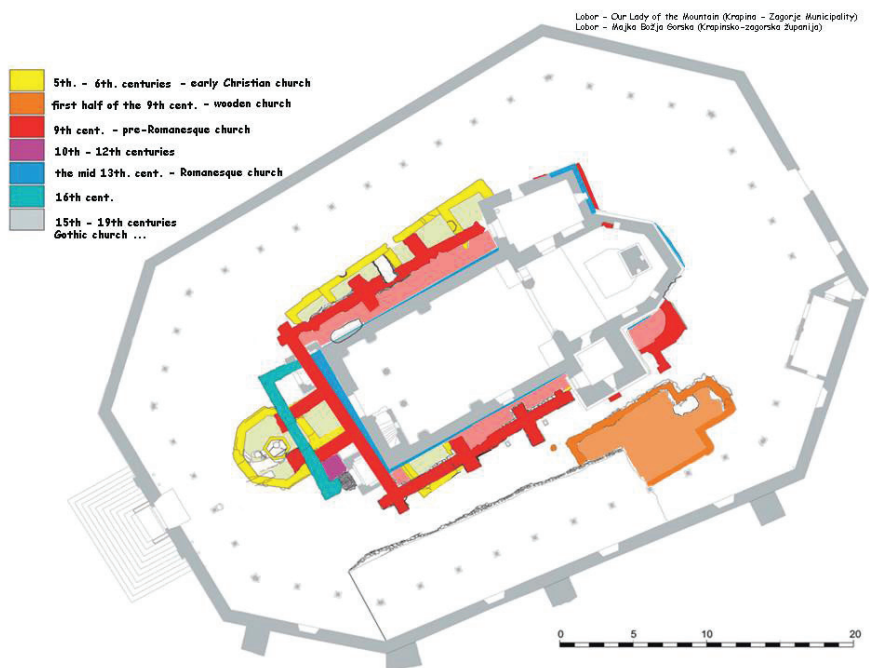 Lobor - Our Lady of the Mountain (Krapina - Zagorje Municipality)
Lobor - Majka Božja Gorska (Krapinsko-zagorska županija)
5th. - 6th. centuries - early Christian church
first half of the 9th cent. - wooden church
9th cent. - pre-Romanesque church
10th - 12th centuries
the mid 13th. cent. - Romanesque church
16th cent.
15th - 19th centuries
Gothic church ...
0 5 10 20